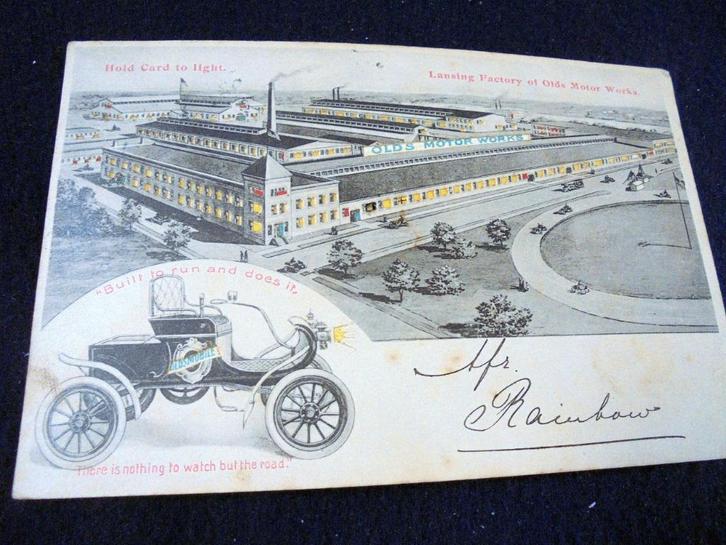 Hold Card to light.
Lansing Factory of Olds Motor Works.
OLDS MOTOR WORKS
"Built to run and does it,
OLDSMOBILE
There is nothing to watch but the road."
Mr.
Rainbow